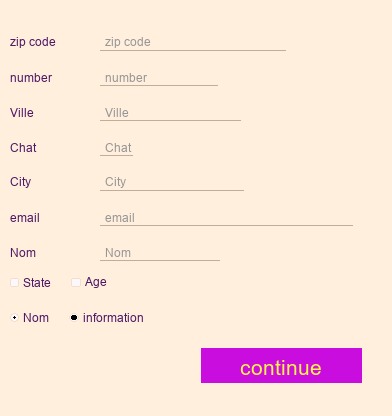 zip code zip code
number number
Ville Ville
Chat Chat
City City
email email
Nom Nom
State Age
Nom information
continue